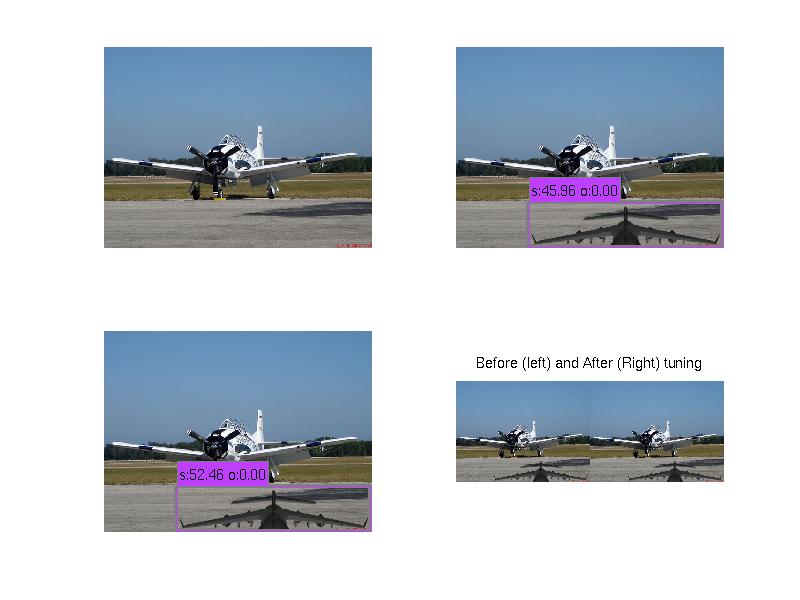 s:45.96 o:0.00
s:52.46 o:0.00
Before (left) and After (Right) tuning